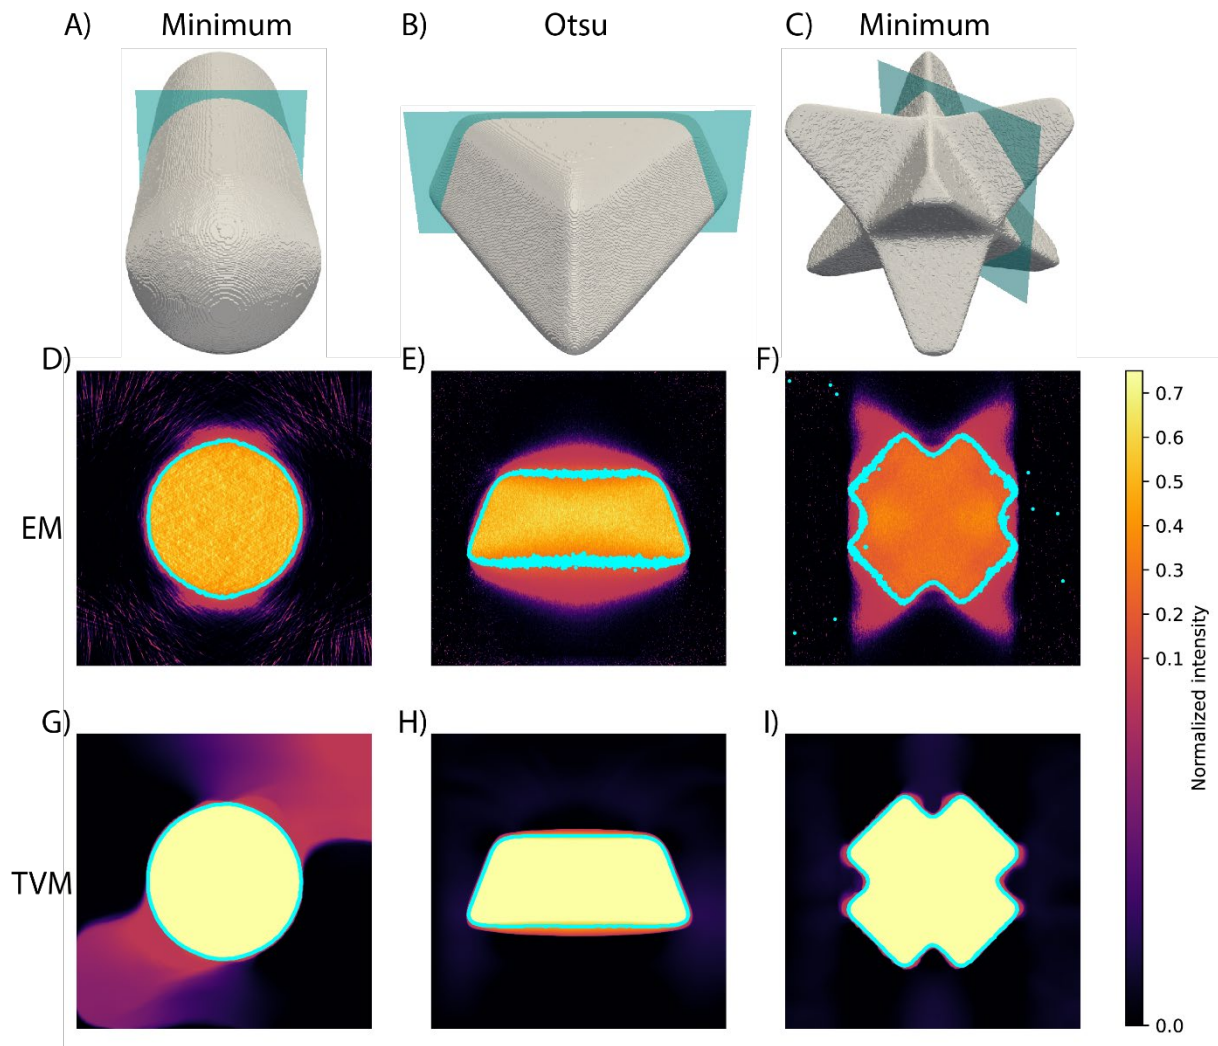 A) Minimum
B) Otsu
C) Minimum
D)
E)
F)
EM
G)
H)
I)
TVM
0.7
0.6
0.5
0.4
0.3
0.2
0.1
0.0
Normalized intensity